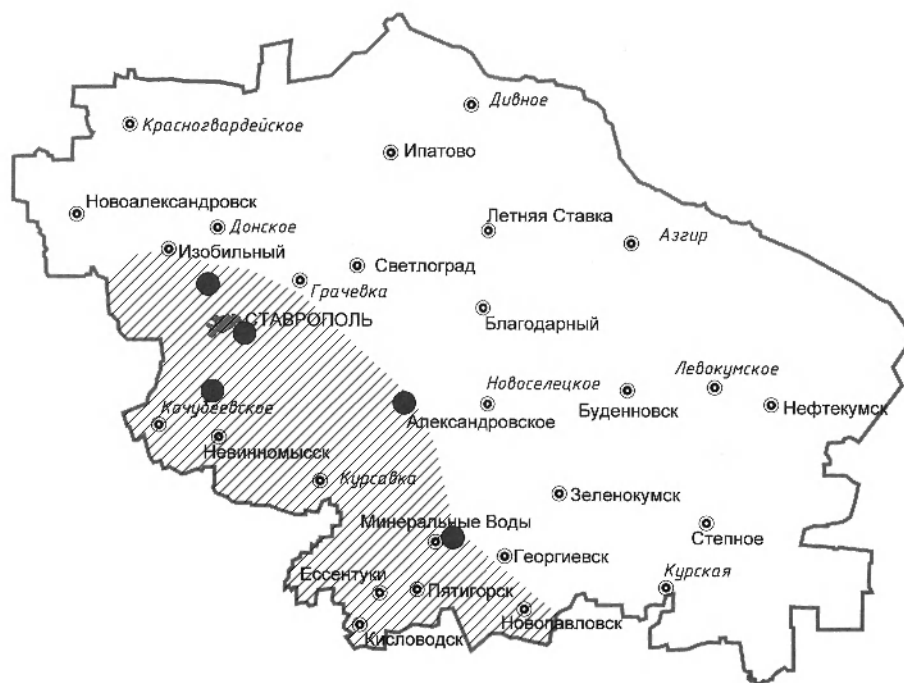 Дивное
Красногвардейское
Ипатово
Новоалександровск
Донское
Летняя Ставка
Азгир
Изобильный
Светлоград
Грачевка
СТАВРОПОЛЬ
Благодарный
Левокумское
Новоселецкое
Качубеевское
Буденновск
Нефтекумск
Александровское
Невинномысск
Курсавка
Зеленокумск
Минеральные Воды
Степное
Георгиевск
Курская
Ессентуки
Пятигорск
Новопавловск
Кисловодск